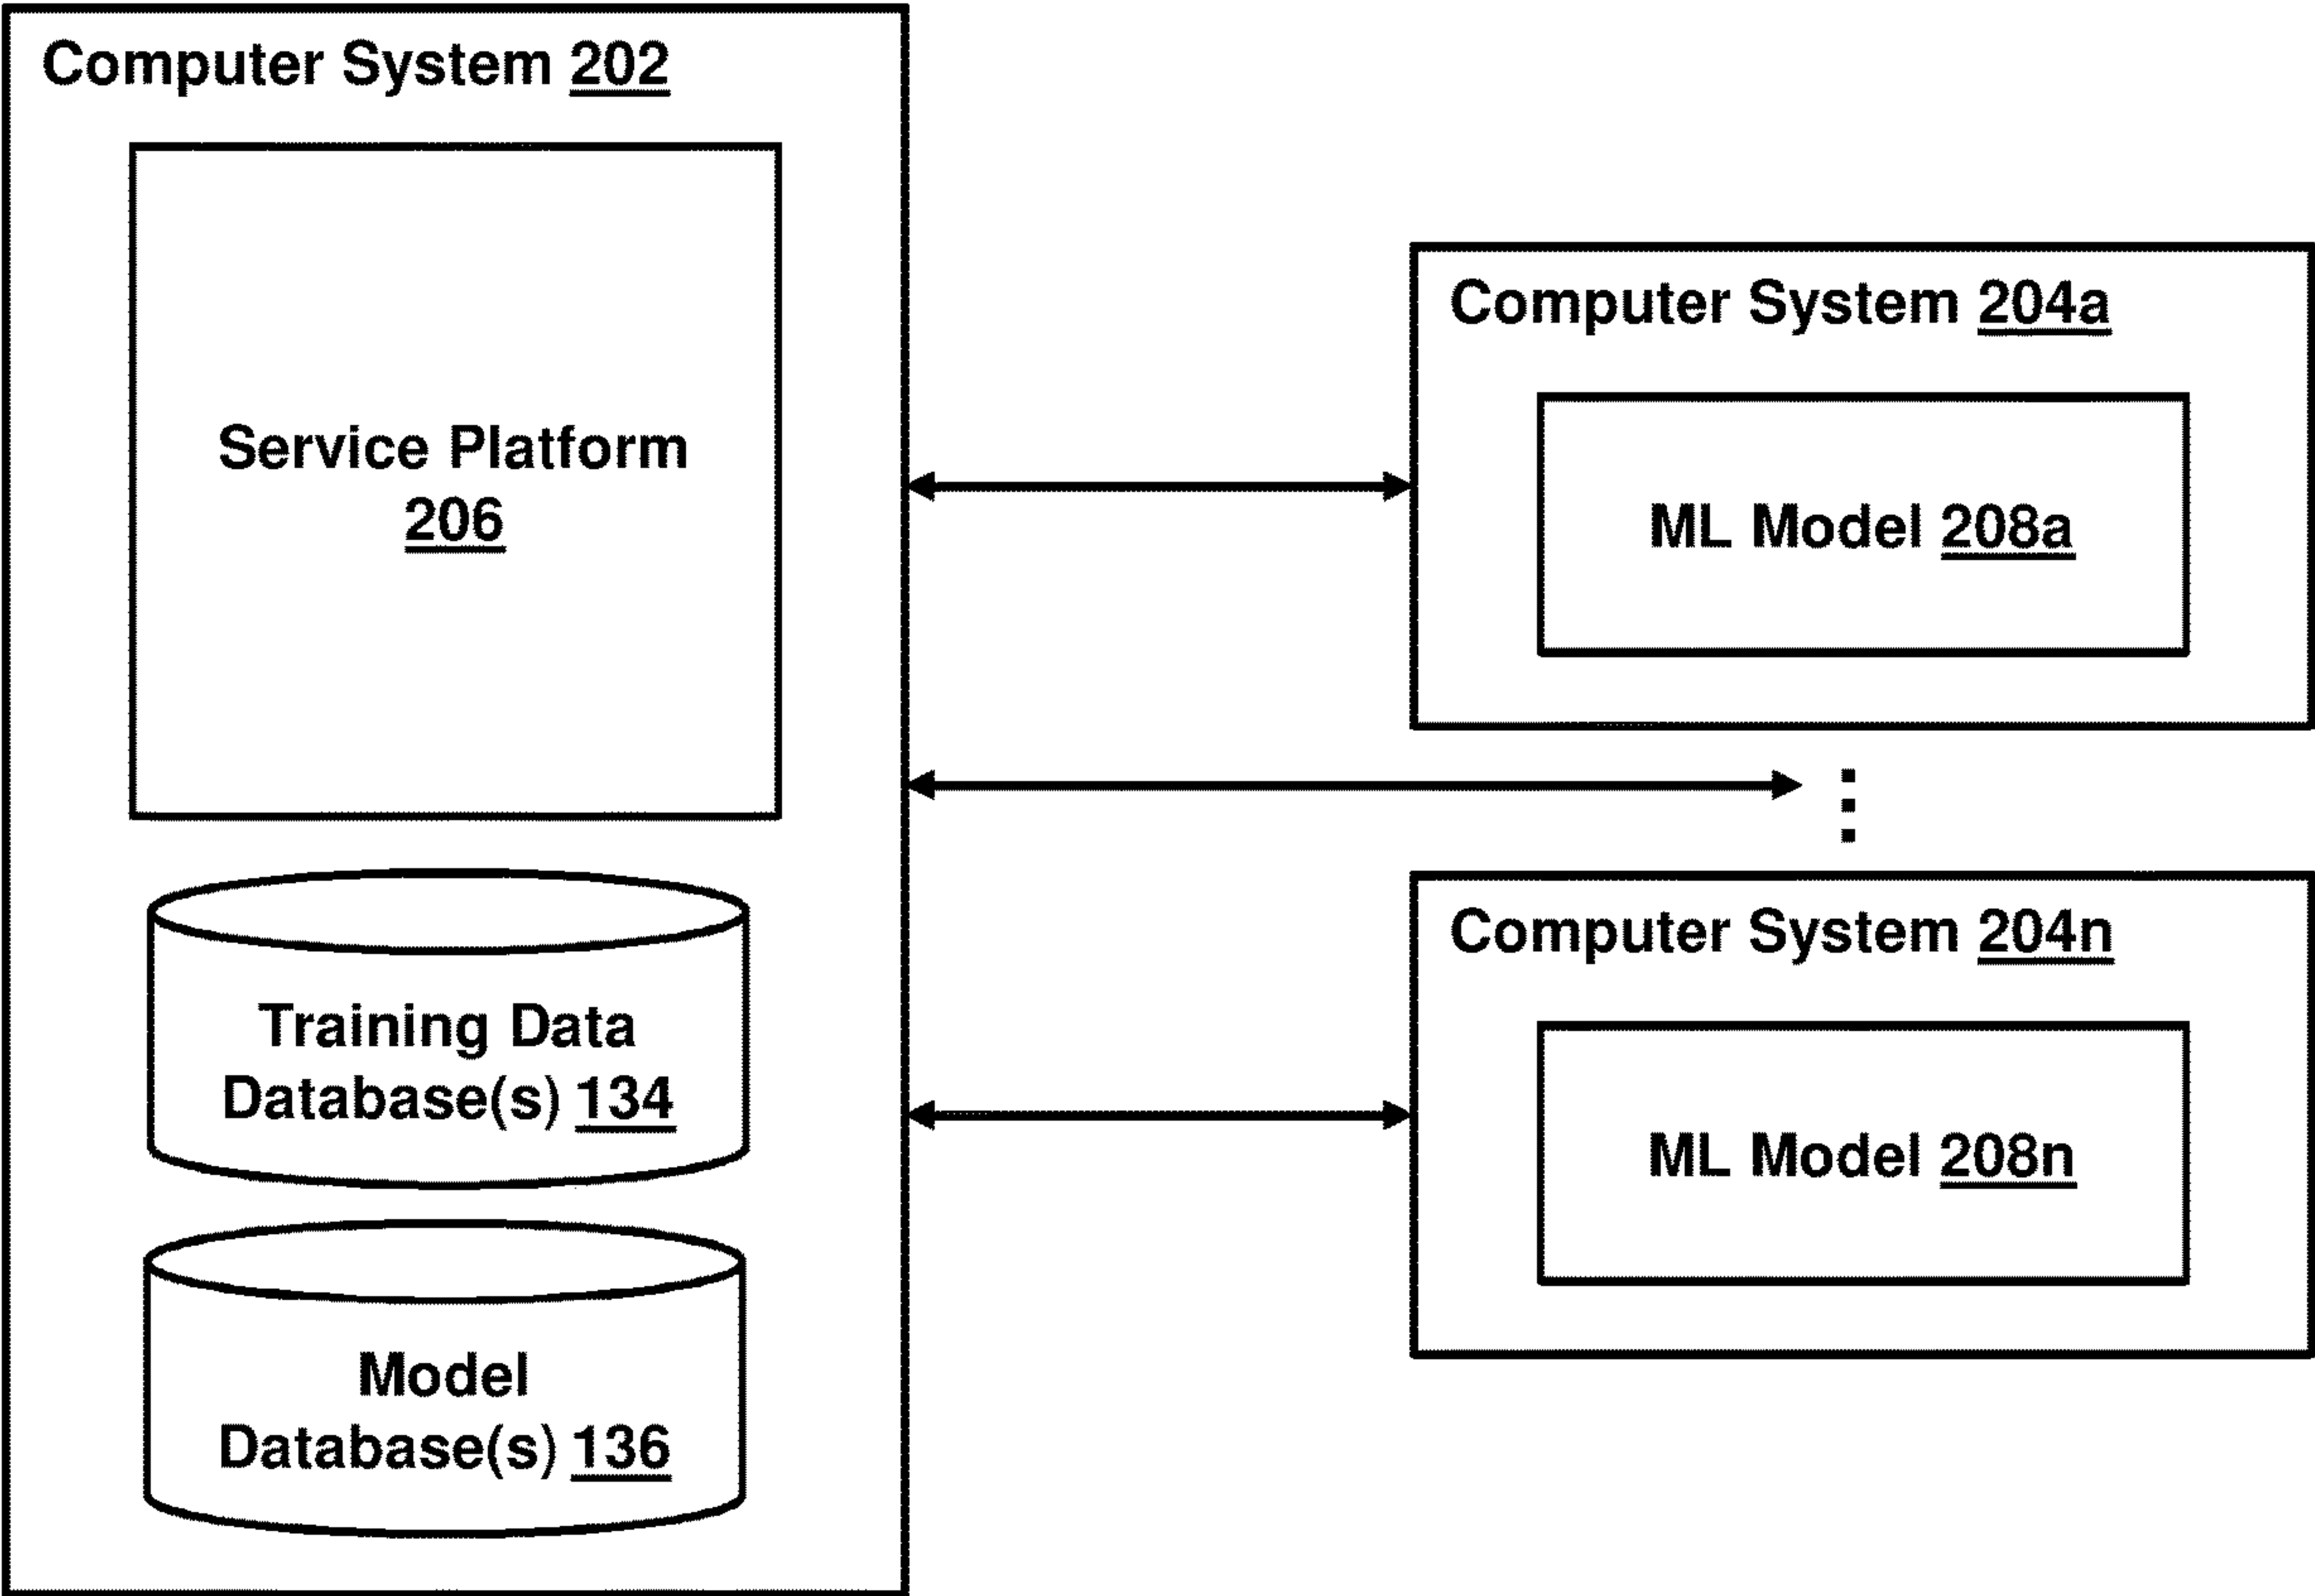 Computer System 202
Service Platform
206
Training Data
Database(s) 134
Model
Database(s) 136
Computer System 204a
ML Model 208a
Computer System 204n
ML Model 208n